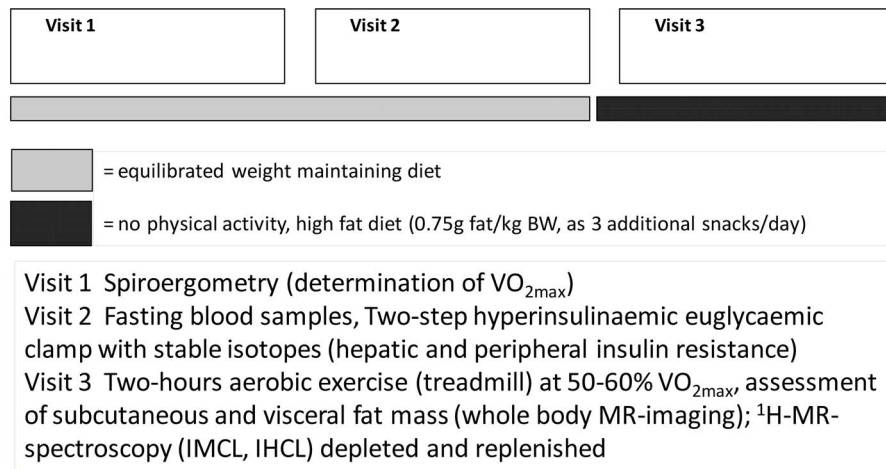 Visit 1
Visit 2
Visit 3
= equilibrated weight maintaining diet
= no physical activity, high fat diet (0.75g fat/kg BW, as 3 additional snacks/day)
Visit 1 Spiroergometry (determination of VO2max)
Visit 2 Fasting blood samples, Two-step hyperinsulinaemic euglycaemic
clamp with stable isotopes (hepatic and peripheral insulin resistance)
Visit 3 Two-hours aerobic exercise (treadmill) at 50-60% VO2max, assessment
of subcutaneous and visceral fat mass (whole body MR-imaging); 1H-MR-
spectroscopy (IMCL, IHCL) depleted and replenished